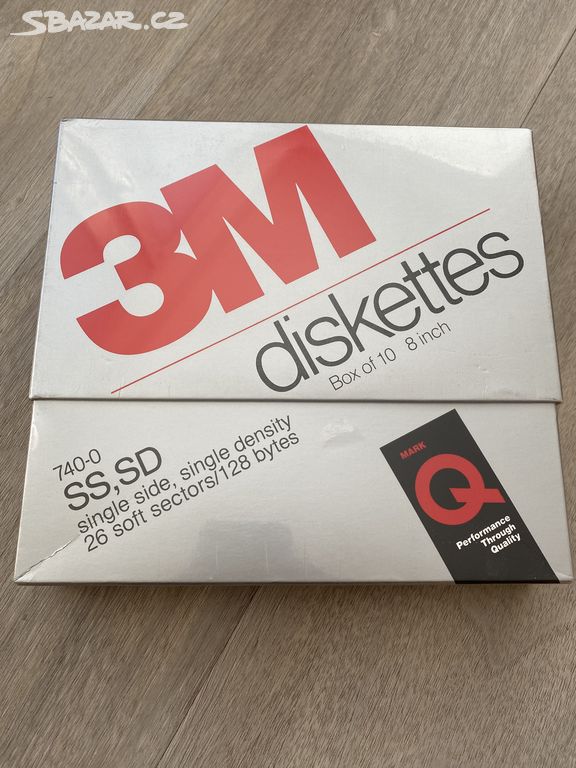 SBAZAR.CZ
3M
diskettes
Box of 10 8 inch
740-0
SS,SD
single side, single density
26 soft sectors/128 bytes
MARK
Q
Performance
Through
Quality